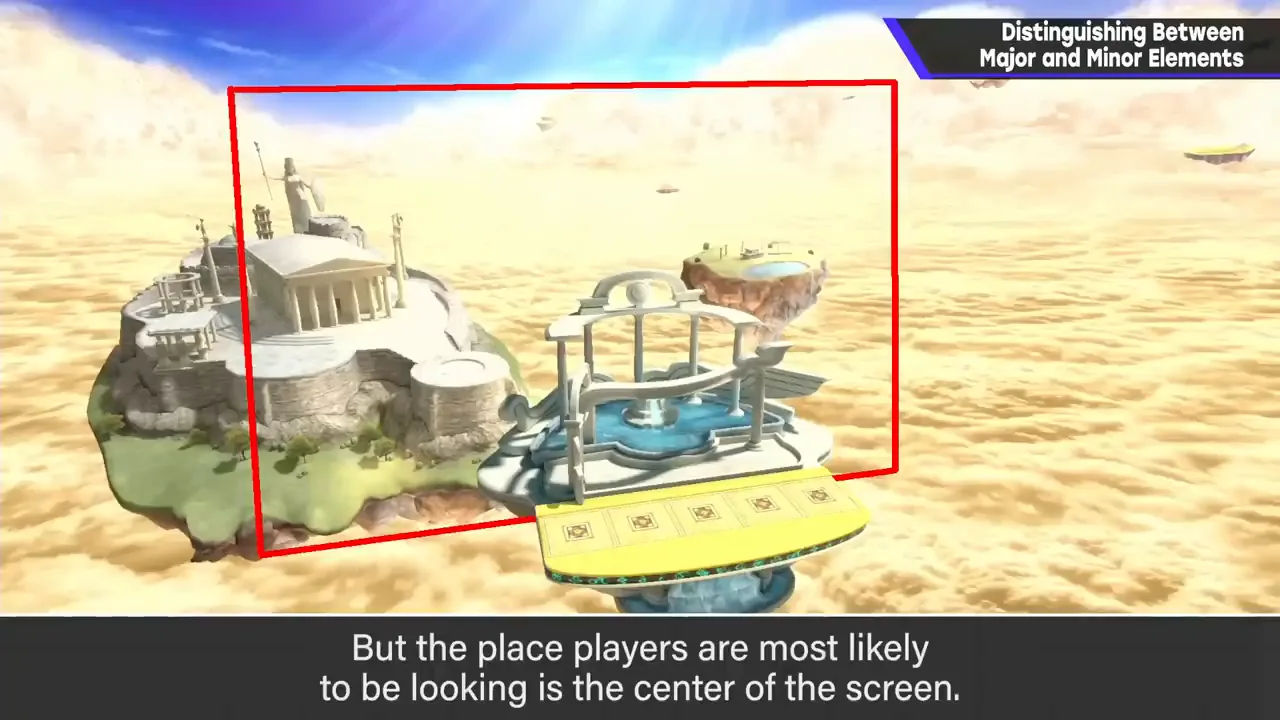 Distinguishing Between
Major and Minor Elements
But the place players are most likely
to be looking is the center of the screen.